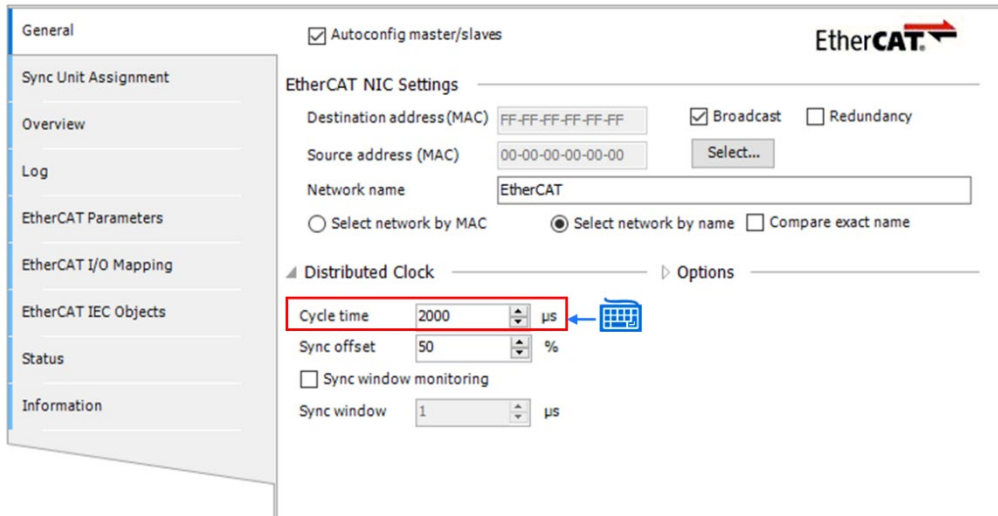 General
Sync Unit Assignment
Overview
Log
EtherCAT Parameters
EtherCAT I/O Mapping
EtherCAT IEC Objects
Status
Information
Autoconfig master/slaves
EtherCAT.
EtherCAT NIC Settings
Destination address (MAC) FF-FF-FF-FF-FF-FF Broadcast Redundancy
Source address (MAC) 00-00-00-00-00-00 Select...
Network name EtherCAT
Select network by MAC Select network by name Compare exact name
Distributed Clock Options
Cycle time 2000 µs
Sync offset 50 %
Sync window monitoring
Sync window 1 µs